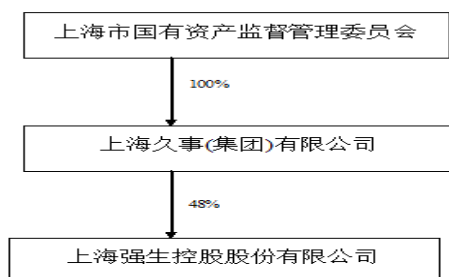 上海市国有资产监督管理委员会
100%
上海久事(集团)有限公司
48%
上海强生控股股份有限公司